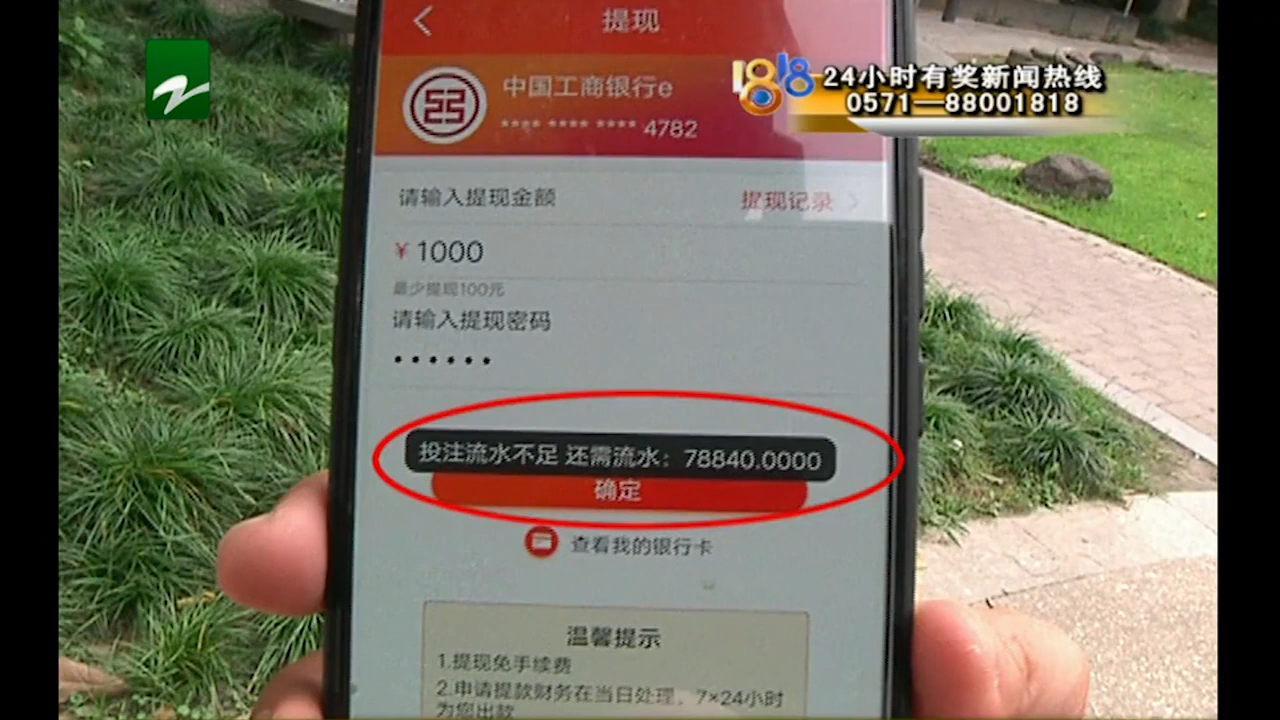 提现
中国工商银行e
**** **** **** 4782
1818
24小时有奖新闻热线
0571—88001818
请输入提现金额
提现记录
¥1000
最少提现100元
请输入提现密码
••••••
投注流水不足 还需流水：78840.0000
确定
查看我的银行卡
温馨提示
1.提现免手续费
2.申请提款财务在当日处理，7×24小时
为您出款